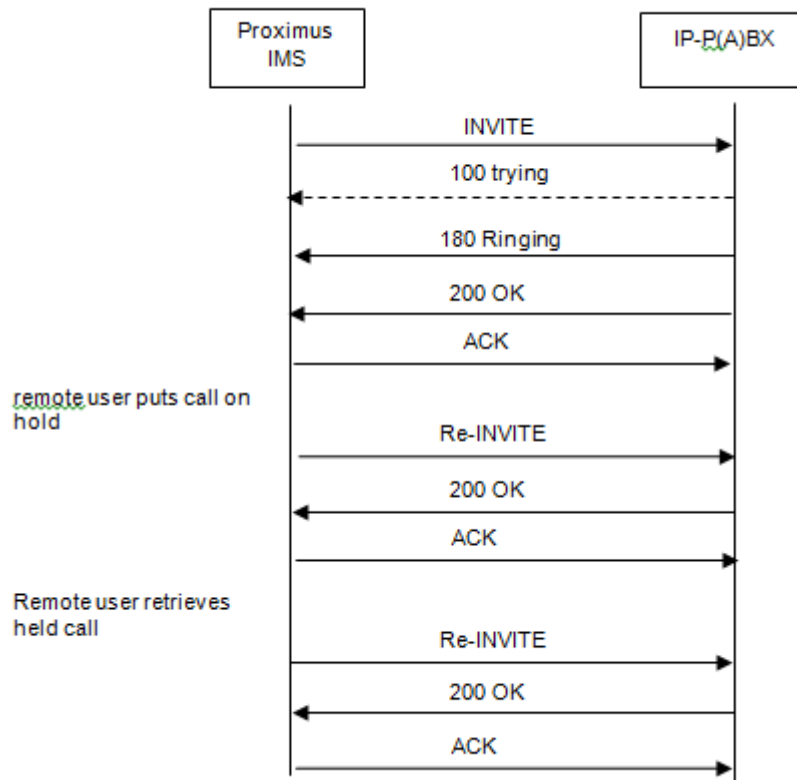 Proximus
IMS
IP-P(A)BX
INVITE
100 trying
180 Ringing
200 OK
ACK
remote user puts call on
hold
Re-INVITE
200 OK
ACK
Remote user retrieves
held call
Re-INVITE
200 OK
ACK